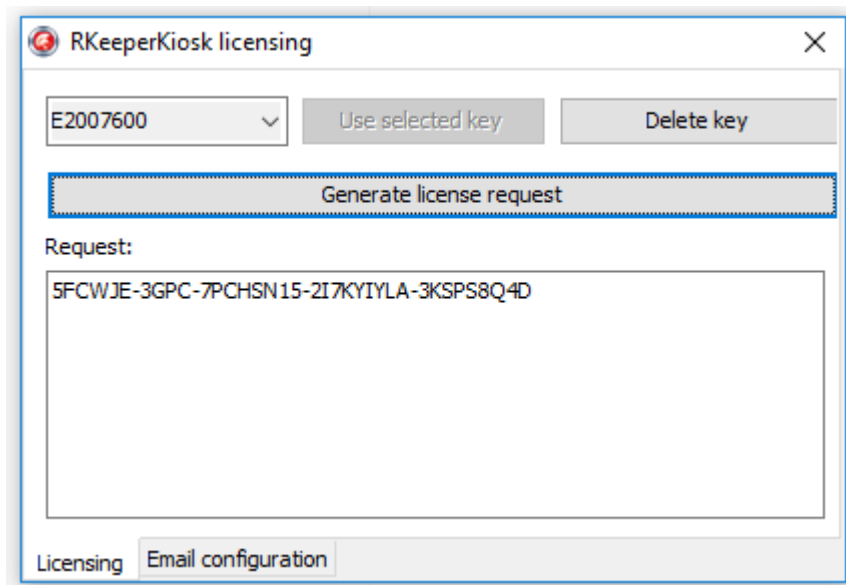 RKeeperKiosk licensing
E2007600 Use selected key Delete key
Generate license request
Request:
5FCWJE-3GPC-7PCHSN15-2I7KYIYLA-3KSPS8Q4D
Licensing Email configuration